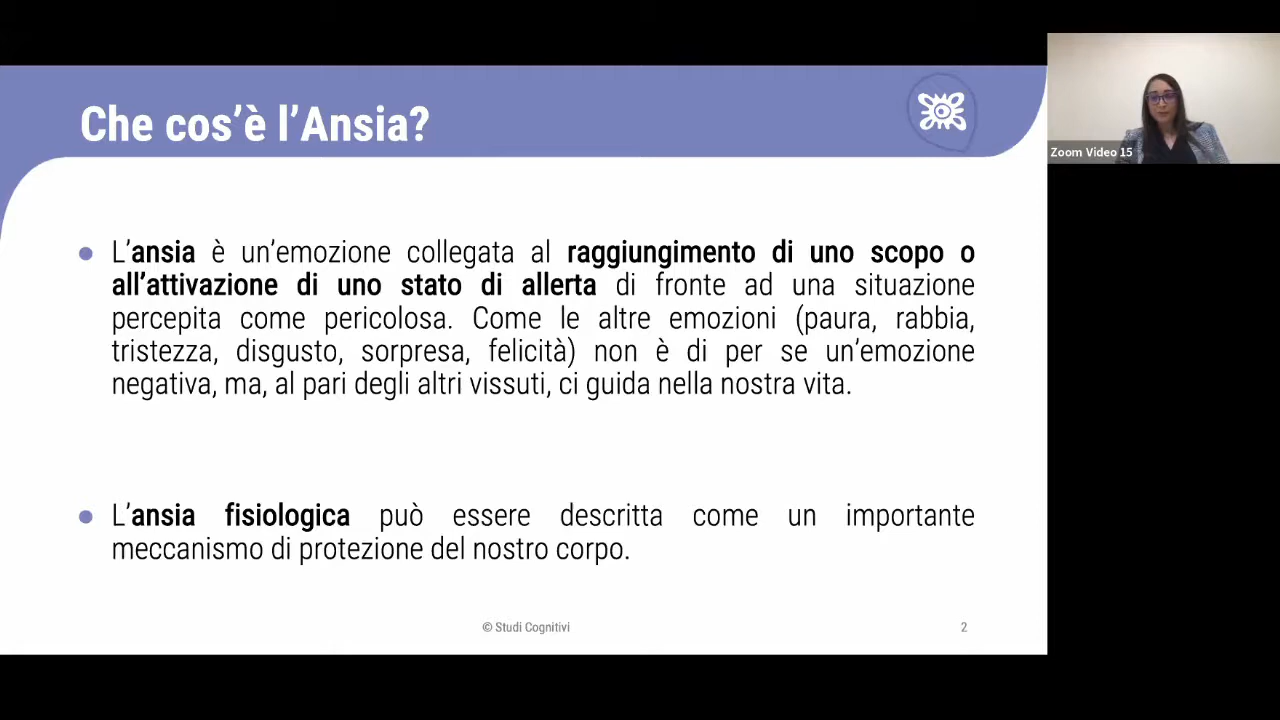 Che cos'è l'Ansia?
Zoom Video 15
L'ansia è un'emozione collegata al raggiungimento di uno scopo o
all'attivazione di uno stato di allerta di fronte ad una situazione
percepita come pericolosa. Come le altre emozioni (paura, rabbia,
tristezza, disgusto, sorpresa, felicità) non è di per se un'emozione
negativa, ma, al pari degli altri vissuti, ci guida nella nostra vita.
L'ansia fisiologica può essere descritta come un importante
meccanismo di protezione del nostro corpo.
© Studi Cognitivi
2